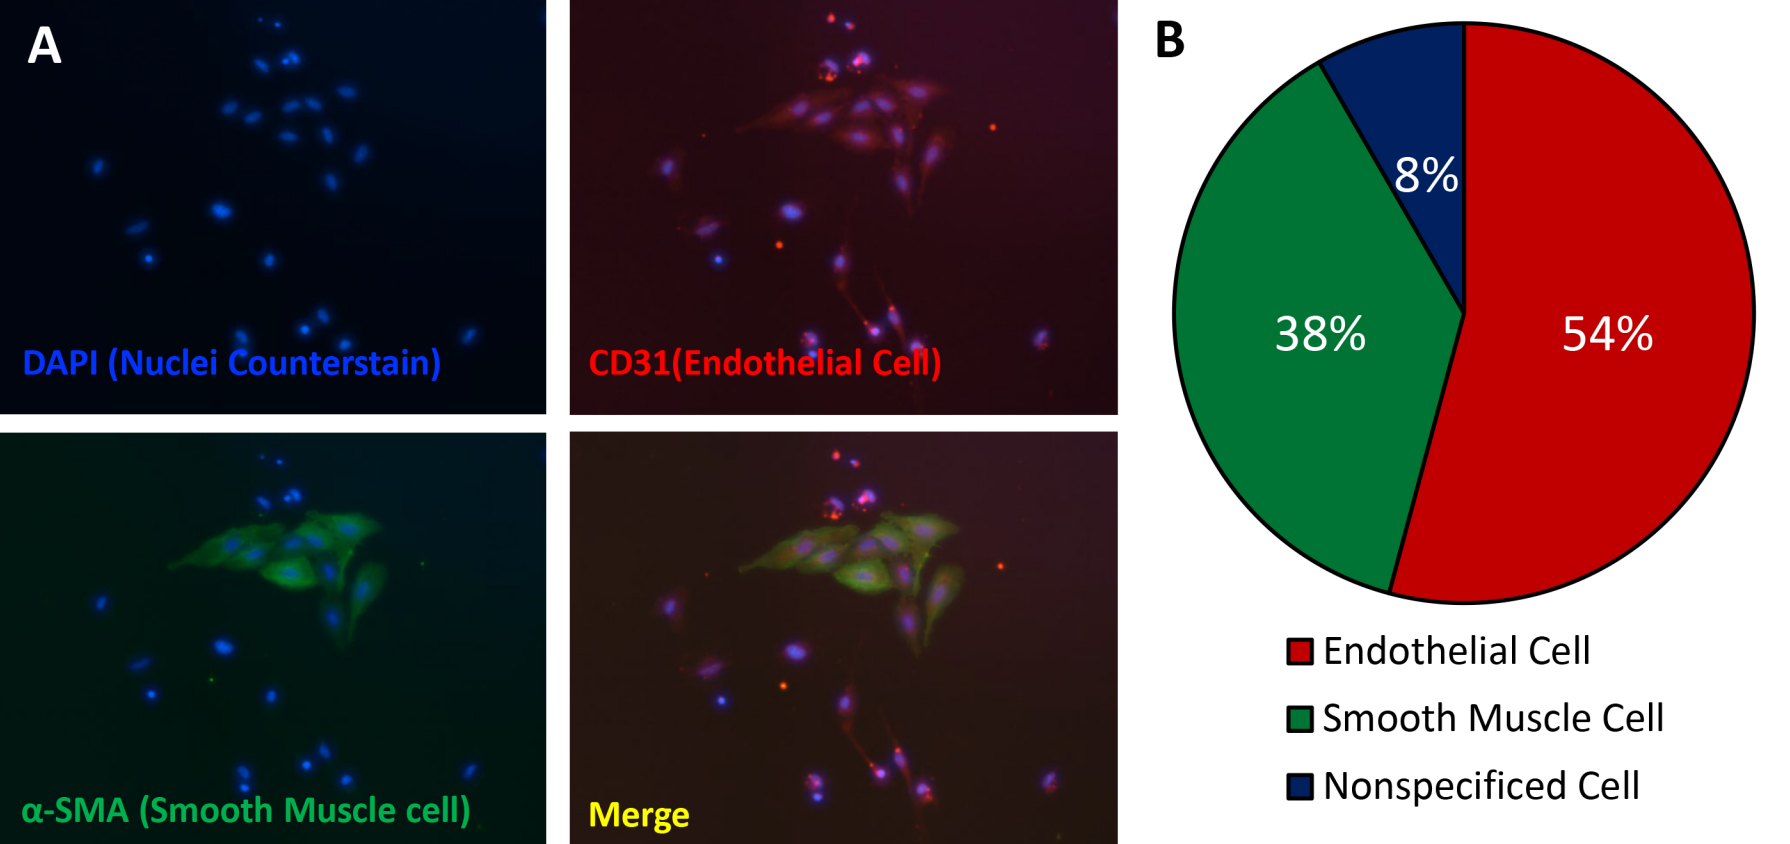 A
DAPI (Nuclei Counterstain)
CD31(Endothelial Cell)
α-SMA (Smooth Muscle cell)
Merge
B
8%
38%
54%
Endothelial Cell
Smooth Muscle Cell
Nonspecificed Cell